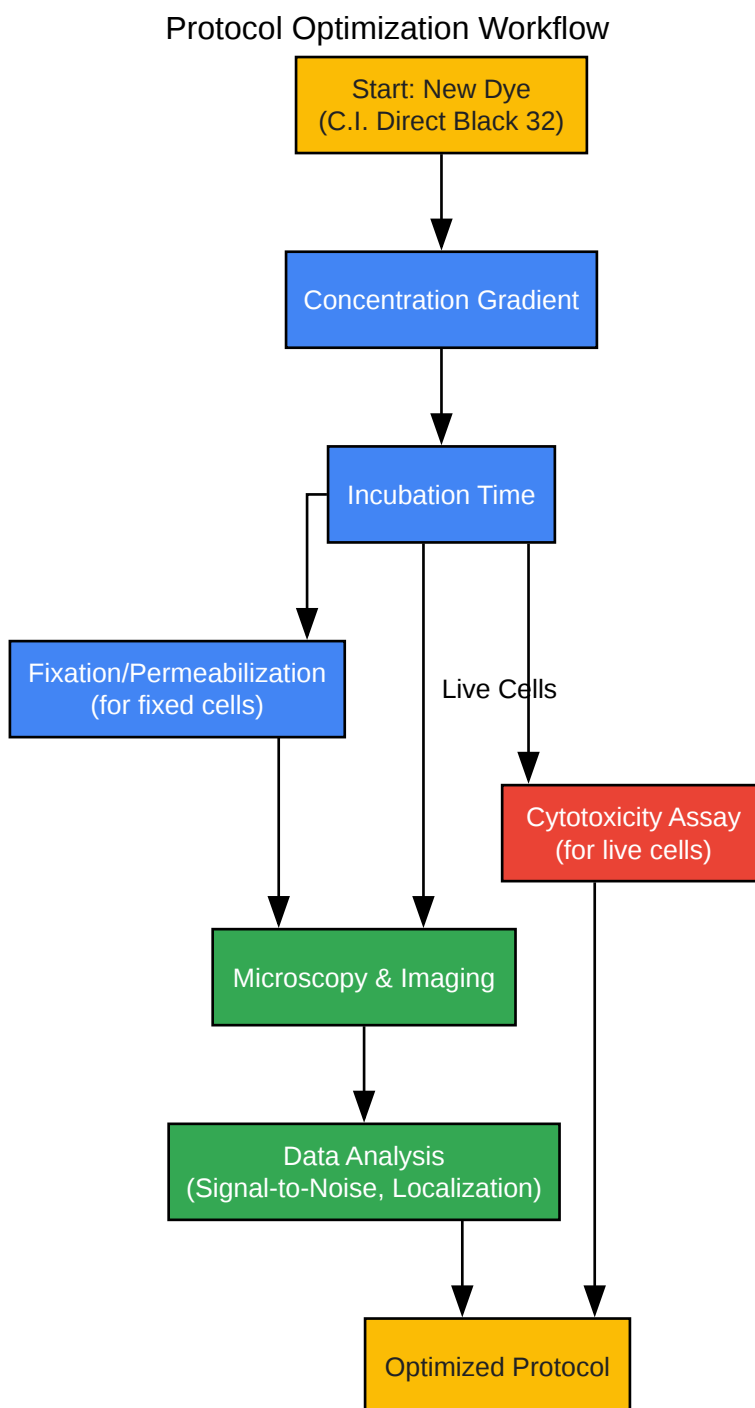 Protocol Optimization Workflow
Start: New Dye
(C.I. Direct Black 32)
Concentration Gradient
Incubation Time
Fixation/Permeabilization
(for fixed cells)
Live Cells
Cytotoxicity Assay
(for live cells)
Microscopy & Imaging
Data Analysis
(Signal-to-Noise, Localization)
Optimized Protocol